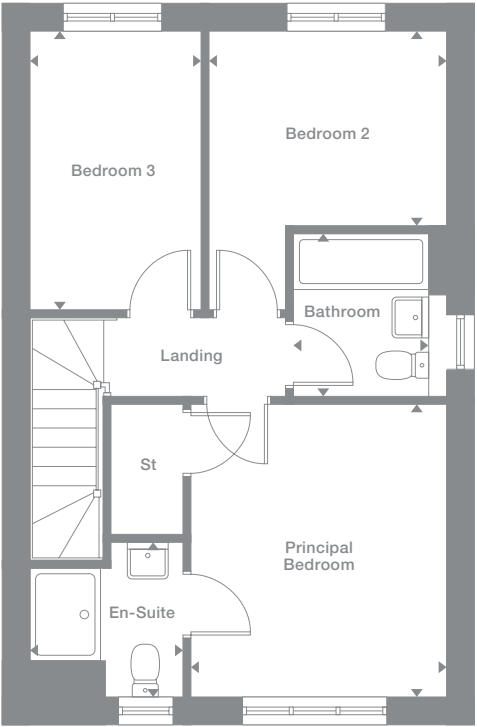 Bedroom 2
Bedroom 3
Bathroom
Landing
St
Principal
Bedroom
En-Suite